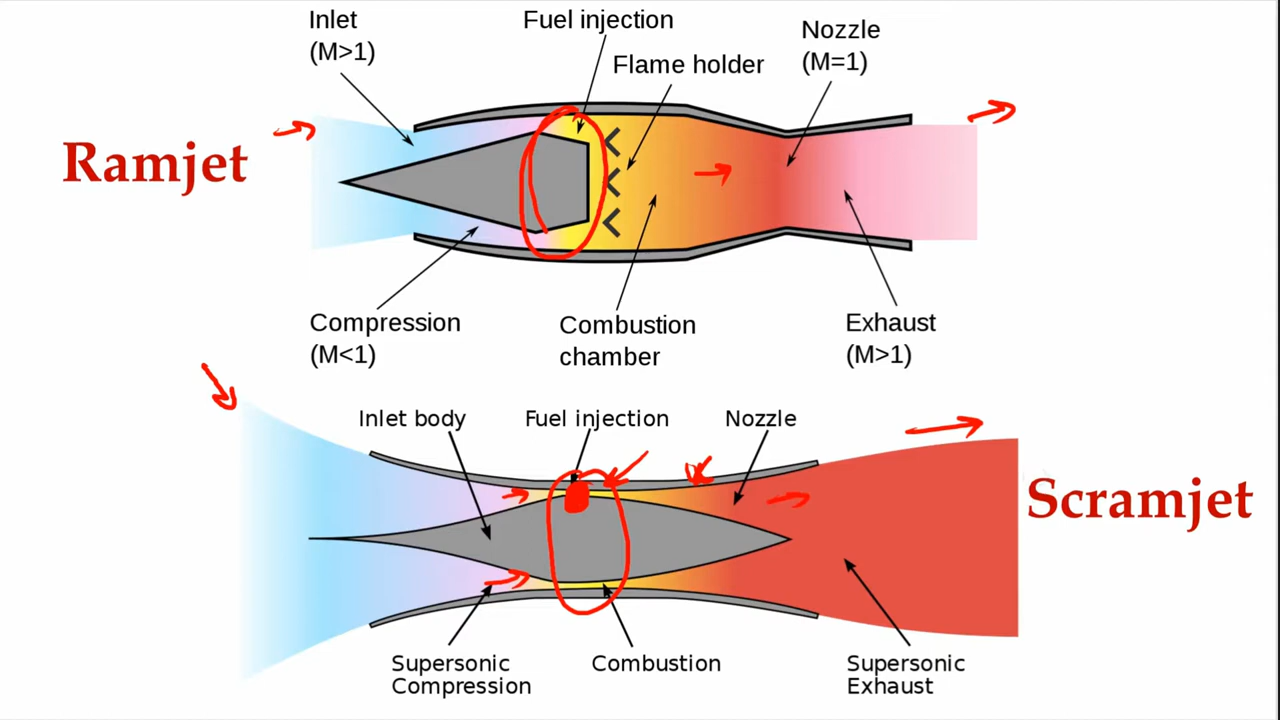 Inlet
(M>1)
Fuel injection
Flame holder
Nozzle
(M=1)
Ramjet
Compression
(M<1)
Combustion
chamber
Exhaust
(M>1)
Inlet body
Fuel injection
Nozzle
Scramjet
Supersonic
Compression
Combustion
Supersonic
Exhaust